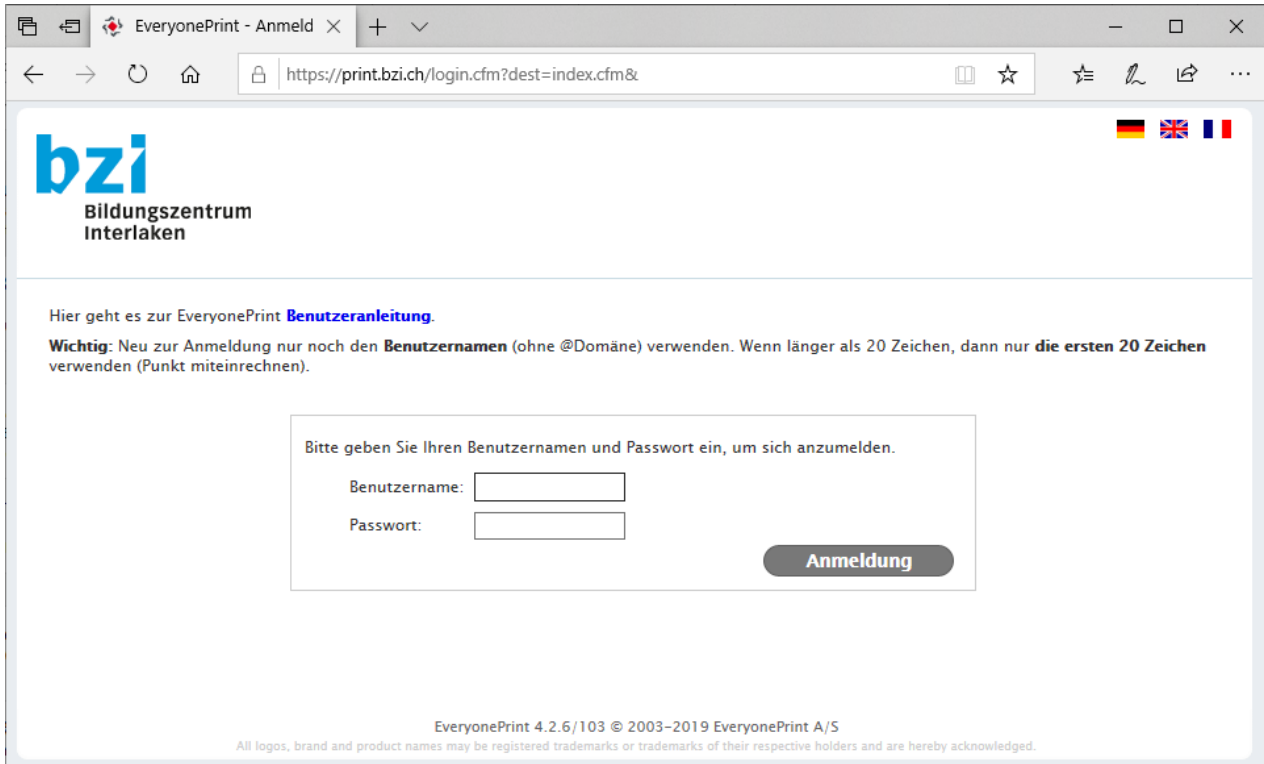 EveryonePrint - Anmeld
https://print.bzi.ch/login.cfm?dest=index.cfm&
bzi
Bildungszentrum
Interlaken
Hier geht es zur EveryonePrint Benutzeranleitung.
Wichtig: Neu zur Anmeldung nur noch den Benutzernamen (ohne @Domäne) verwenden. Wenn länger als 20 Zeichen, dann nur die ersten 20 Zeichen
verwenden (Punkt miteinrechnen).
Bitte geben Sie Ihren Benutzernamen und Passwort ein, um sich anzumelden.
Benutzername:
Passwort:
Anmeldung
EveryonePrint 4.2.6/103 © 2003-2019 EveryonePrint A/S
All logos, brand and product names may be registered trademarks or trademarks of their respective holders and are hereby acknowledged.